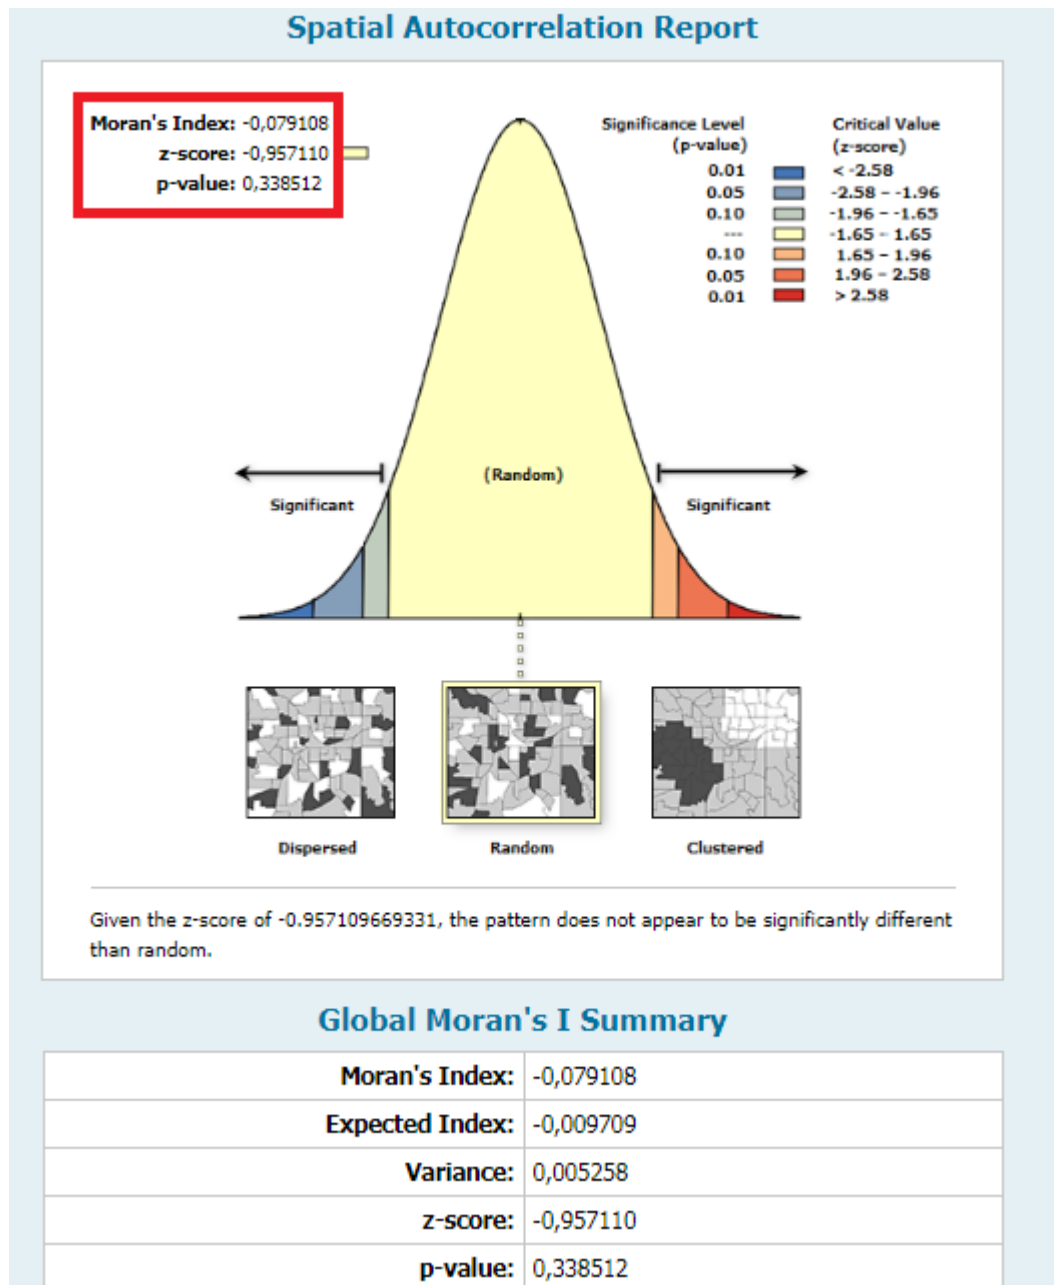 Spatial Autocorrelation Report
Moran's Index: -0,079108
z-score: -0,957110
p-value: 0,338512
Significance Level
(p-value)
Critical Value
(z-score)
0.01 < -2.58
0.05 -2.58 - -1.96
0.10 -1.96 - -1.65
--- -1.65 - 1.65
0.10 1.65 - 1.96
0.05 1.96 - 2.58
0.01 > 2.58
(Random)
Significant
Significant
Dispersed
Random
Clustered
Given the z-score of -0.957109669331, the pattern does not appear to be significantly different
than random.
Global Moran's I Summary
Moran's Index: -0,079108
Expected Index: -0,009709
Variance: 0,005258
z-score: -0,957110
p-value: 0,338512